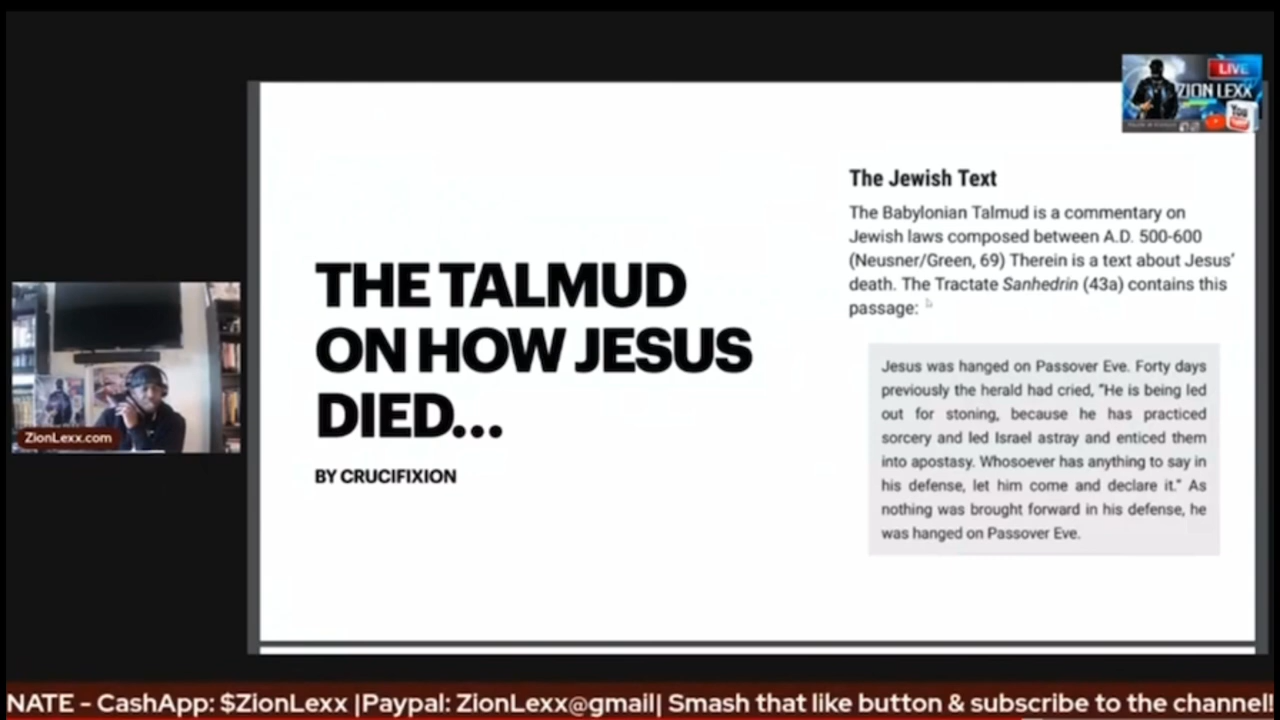 LIVE
ZION LEXX
You
The Jewish Text
The Babylonian Talmud is a commentary on
Jewish laws composed between A.D. 500-600
(Neusner/Green, 69) Therein is a text about Jesus’
death. The Tractate Sanhedrin (43a) contains this
passage:
THE TALMUD
ON HOW JESUS
DIED...
BY CRUCIFIXION
Jesus was hanged on Passover Eve. Forty days
previously the herald had cried, “He is being led
out for stoning, because he has practiced
sorcery and led Israel astray and enticed them
into apostasy. Whosoever has anything to say in
his defense, let him come and declare it.” As
nothing was brought forward in his defense, he
was hanged on Passover Eve.
ZionLexx.com
NATE - CashApp: $ZionLexx |Paypal: ZionLexx@gmail| Smash that like button & subscribe to the channel!